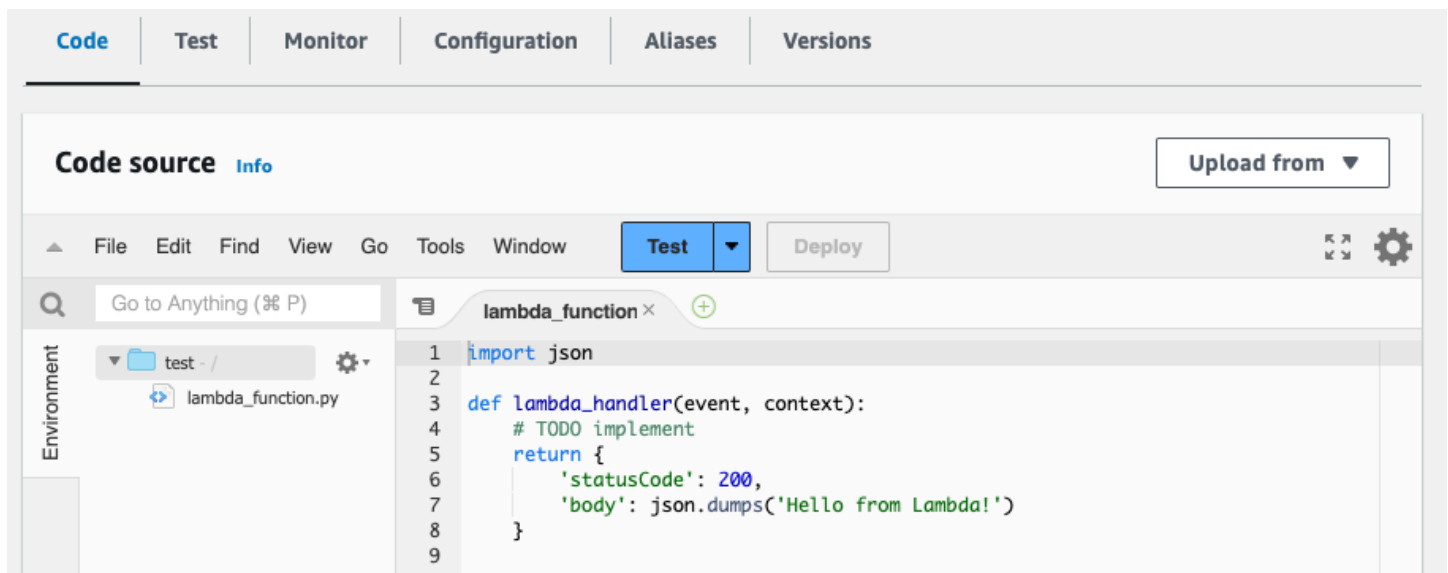 Code Test Monitor Configuration Aliases Versions
Code source Info
Upload from
File Edit Find View Go Tools Window Test Deploy
Go to Anything (⌘ P)
lambda_function
Environment
test - /
lambda_function.py
1 import json
2
3 def lambda_handler(event, context):
4     # TODO implement
5     return {
6         'statusCode': 200,
7         'body': json.dumps('Hello from Lambda!')
8     }
9